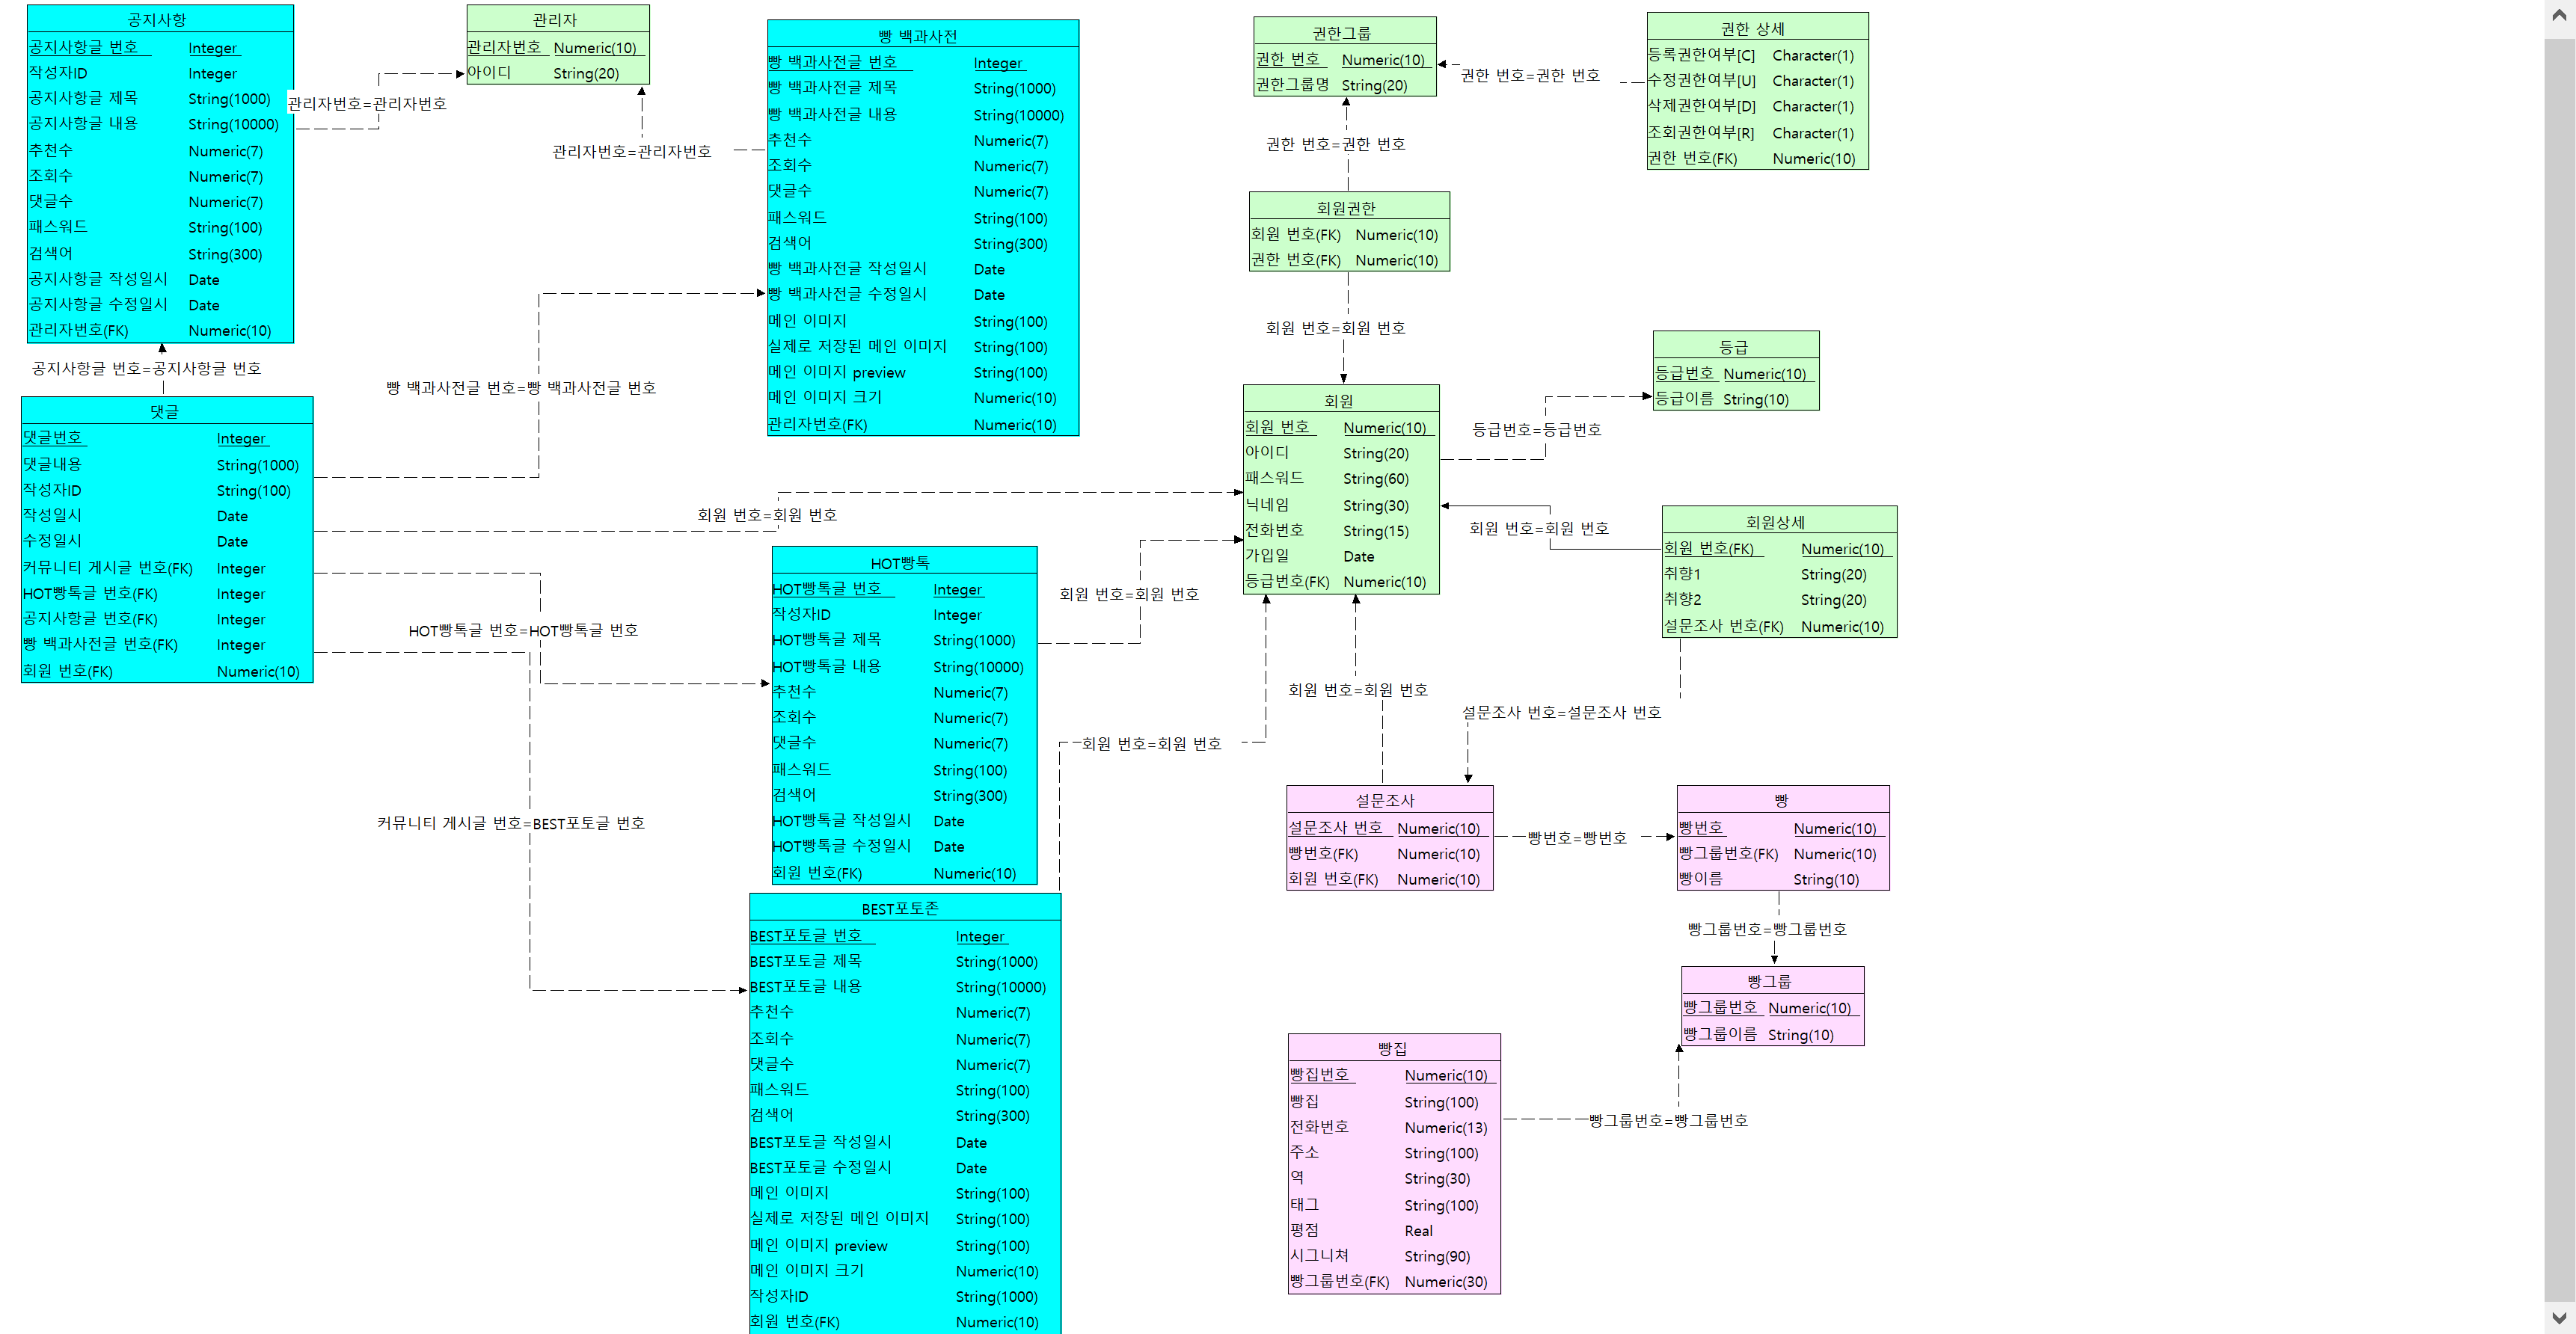 공지사항
공지사항글 번호 Integer
작성자ID Integer
공지사항글 제목 String(1000)
공지사항글 내용 String(10000)
추천수 Numeric(7)
조회수 Numeric(7)
댓글수 Numeric(7)
패스워드 String(100)
검색어 String(300)
공지사항글 작성일시 Date
공지사항글 수정일시 Date
관리자번호(FK) Numeric(10)
관리자번호=관리자번호
관리자
관리자번호 Numeric(10)
아이디 String(20)
관리자번호=관리자번호
빵 백과사전
빵 백과사전글 번호 Integer
빵 백과사전글 제목 String(1000)
빵 백과사전글 내용 String(10000)
추천수 Numeric(7)
조회수 Numeric(7)
댓글수 Numeric(7)
패스워드 String(100)
검색어 String(300)
빵 백과사전글 작성일시 Date
빵 백과사전글 수정일시 Date
메인 이미지 String(100)
실제로 저장된 메인 이미지 String(100)
메인 이미지 preview String(100)
메인 이미지 크기 Numeric(10)
관리자번호(FK) Numeric(10)
권한그룹
권한 번호 Numeric(10)
권한그룹명 String(20)
권한 번호=권한 번호
권한 상세
등록권한여부[C] Character(1)
수정권한여부[U] Character(1)
삭제권한여부[D] Character(1)
조회권한여부[R] Character(1)
권한 번호(FK) Numeric(10)
권한 번호=권한 번호
회원권한
회원 번호(FK) Numeric(10)
권한 번호(FK) Numeric(10)
회원 번호=회원 번호
공지사항글 번호=공지사항글 번호
빵 백과사전글 번호=빵 백과사전글 번호
댓글
댓글번호 Integer
댓글내용 String(1000)
작성자ID String(100)
작성일시 Date
수정일시 Date
커뮤니티 게시글 번호(FK) Integer
HOT빵톡글 번호(FK) Integer
공지사항글 번호(FK) Integer
빵 백과사전글 번호(FK) Integer
회원 번호(FK) Numeric(10)
회원 번호=회원 번호
HOT빵톡글 번호=HOT빵톡글 번호
커뮤니티 게시글 번호=BEST포토글 번호
회원
회원 번호 Numeric(10)
아이디 String(20)
패스워드 String(60)
닉네임 String(30)
전화번호 String(15)
가입일 Date
등급번호(FK) Numeric(10)
등급
등급번호 Numeric(10)
등급이름 String(10)
등급번호=등급번호
회원 번호=회원 번호
회원상세
회원 번호(FK) Numeric(10)
취향1 String(20)
취향2 String(20)
설문조사 번호(FK) Numeric(10)
HOT빵톡
HOT빵톡글 번호 Integer
작성자ID Integer
HOT빵톡글 제목 String(1000)
HOT빵톡글 내용 String(10000)
추천수 Numeric(7)
조회수 Numeric(7)
댓글수 Numeric(7)
패스워드 String(100)
검색어 String(300)
HOT빵톡글 작성일시 Date
HOT빵톡글 수정일시 Date
회원 번호(FK) Numeric(10)
회원 번호=회원 번호
회원 번호=회원 번호
회원 번호=회원 번호
설문조사 번호=설문조사 번호
설문조사
설문조사 번호 Numeric(10)
빵번호(FK) Numeric(10)
회원 번호(FK) Numeric(10)
빵번호=빵번호
빵
빵번호 Numeric(10)
빵그룹번호(FK) Numeric(10)
빵이름 String(10)
빵그룹번호=빵그룹번호
빵그룹
빵그룹번호 Numeric(10)
빵그룹이름 String(10)
빵그룹번호=빵그룹번호
BEST포토존
BEST포토글 번호 Integer
BEST포토글 제목 String(1000)
BEST포토글 내용 String(10000)
추천수 Numeric(7)
조회수 Numeric(7)
댓글수 Numeric(7)
패스워드 String(100)
검색어 String(300)
BEST포토글 작성일시 Date
BEST포토글 수정일시 Date
메인 이미지 String(100)
실제로 저장된 메인 이미지 String(100)
메인 이미지 preview String(100)
메인 이미지 크기 Numeric(10)
작성자ID String(1000)
회원 번호(FK) Numeric(10)
빵집
빵집번호 Numeric(10)
빵집 String(100)
전화번호 Numeric(13)
주소 String(100)
역 String(30)
태그 String(100)
평점 Real
시그니쳐 String(90)
빵그룹번호(FK) Numeric(30)